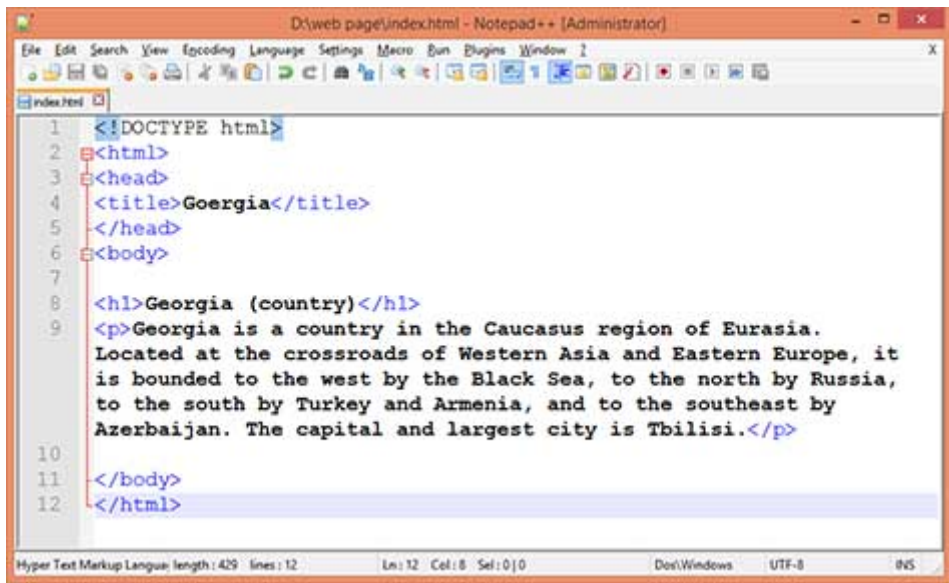 D:\web page\index.html - Notepad++ [Administrator]
File Edit Search View Encoding Language Settings Macro Run Plugins Window ? X
index.html
1 <!DOCTYPE html>
2 <html>
3 <head>
4 <title>Goergia</title>
5 </head>
6 <body>
7
8 <h1>Georgia (country)</h1>
9 <p>Georgia is a country in the Caucasus region of Eurasia.
Located at the crossroads of Western Asia and Eastern Europe, it
is bounded to the west by the Black Sea, to the north by Russia,
to the south by Turkey and Armenia, and to the southeast by
Azerbaijan. The capital and largest city is Tbilisi.</p>
10
11 </body>
12 </html>
Hyper Text Markup Langua length : 429 lines : 12 Ln : 12 Col : 8 Sel : 0 | 0 Dos\Windows UTF-8 INS